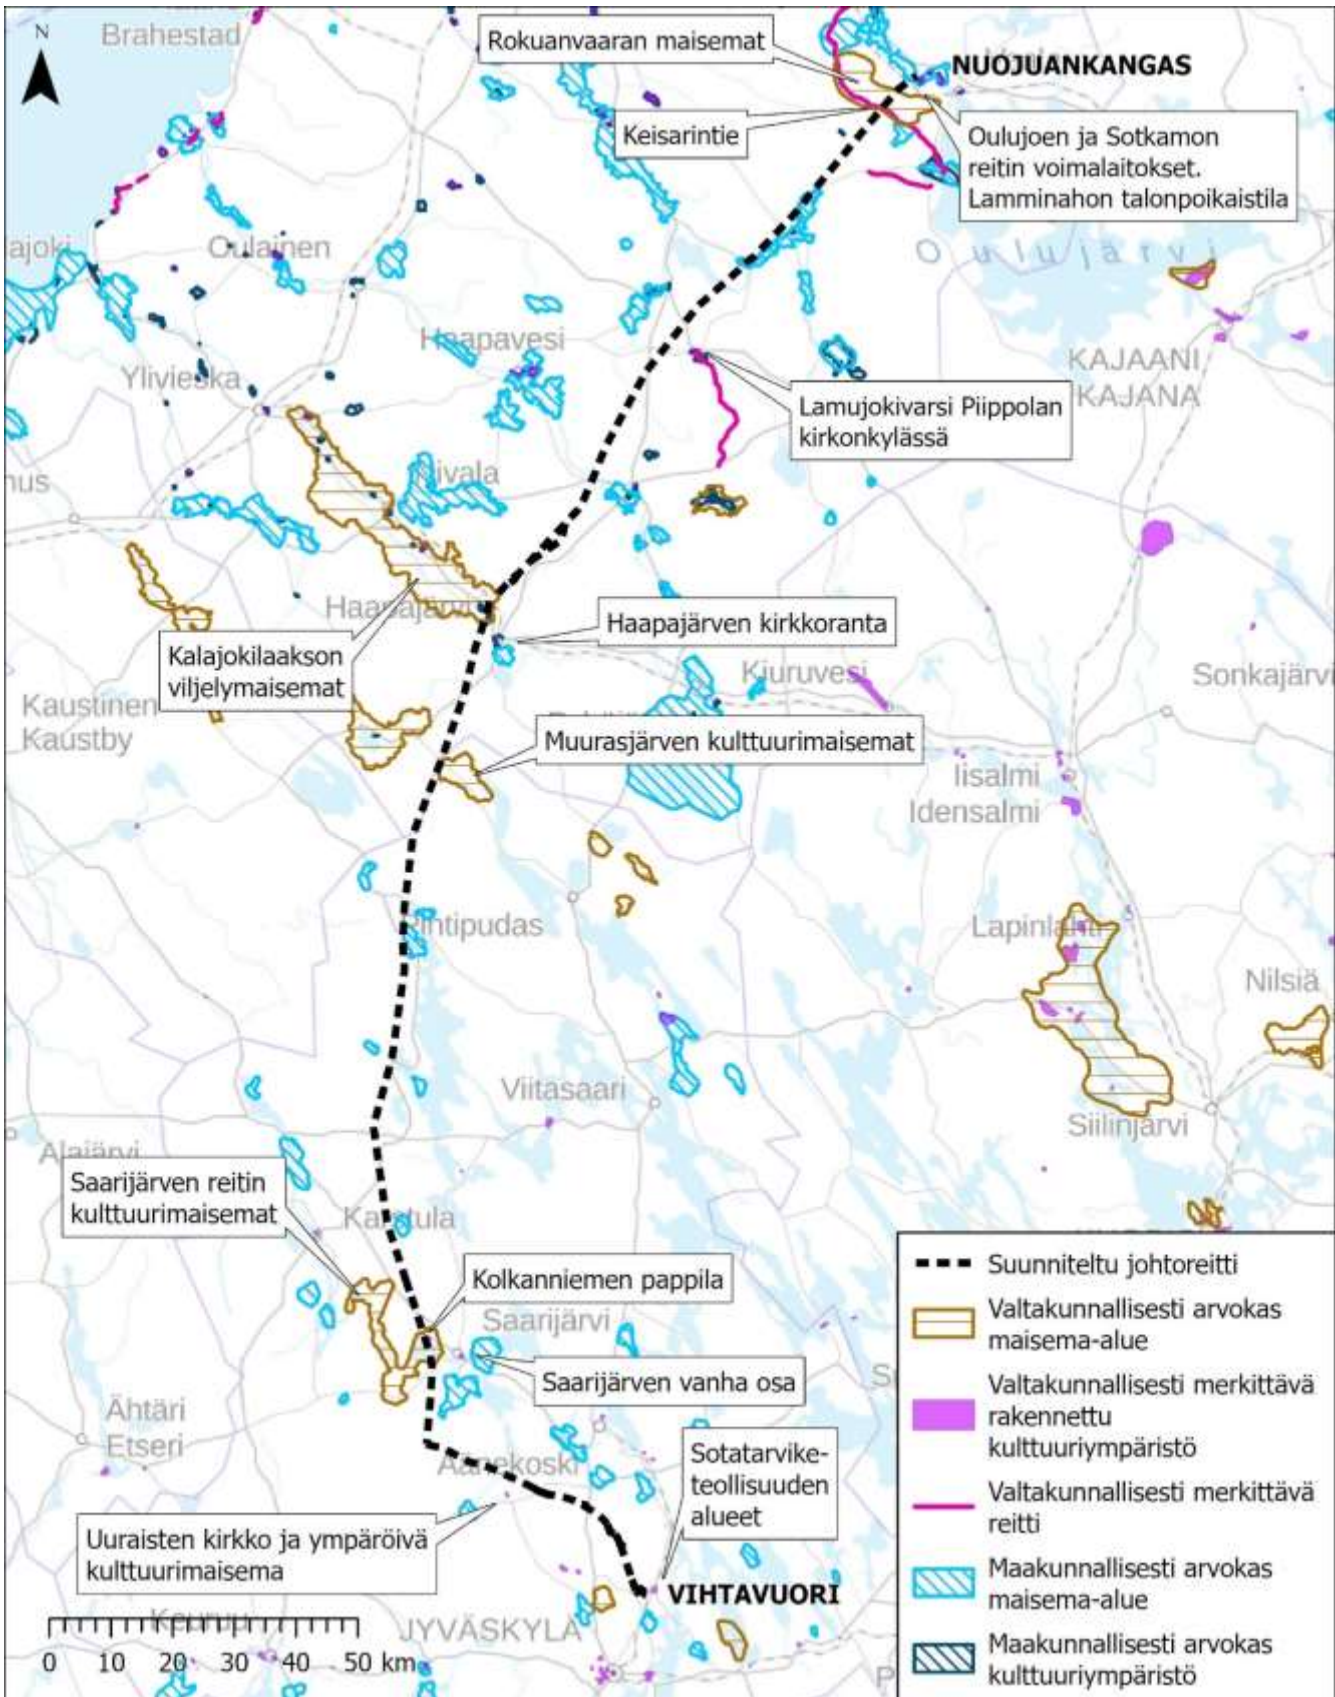 N
Brahestad
Rokuanvaaran maisemat
NUOJUANKANGAS
Keisarintie
Oulujoen ja Sotkamon
reitin voimalaitokset.
Lamminahon talonpoikaistila
ajoki
Oulainen
Oulujärvi
Haapavesi
Ylivieska
KAJAANI
KAJANA
Lamujokivarsi Piippolan
kirkonkylässä
Nivala
nus
Haapajärvi
Haapajärven kirkkoranta
Kalajokilaakson
viljelymaisemat
Kiuruvesi
Sonkajärvi
Kaustinen
Kaustby
Muurasjärven kulttuurimaisemat
Iisalmi
Idensalmi
Pihtipudas
Lapinlahti
Nilsiä
Viitasaari
Siilinjärvi
Alajärvi
Saarijärven reitin
kulttuurimaisemat
Karstula
Kolkanniemen pappila
Saarijärvi
Saarijärven vanha osa
Ähtäri
Etseri
Äänekoski
Sotatarvike-
teollisuuden
alueet
Uuraisten kirkko ja ympäröivä
kulttuurimaisema
VIHTAVUORI
Keuruu
JYVÄSKYLÄ
0 10 20 30 40 50 km
Suunniteltu johtoreitti
Valtakunnallisesti arvokas
maisema-alue
Valtakunnallisesti merkittävä
rakennettu
kulttuuriympäristö
Valtakunnallisesti merkittävä
reitti
Maakunnallisesti arvokas
maisema-alue
Maakunnallisesti arvokas
kulttuuriympäristö